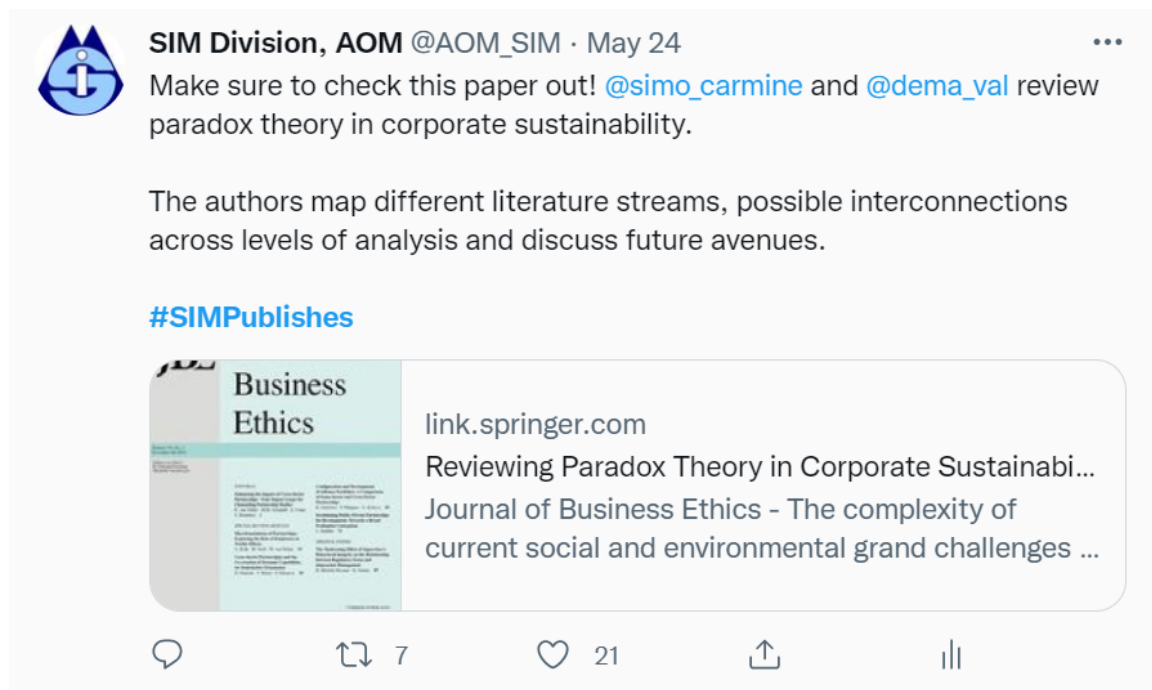 SIM Division, AOM @AOM_SIM · May 24
Make sure to check this paper out! @simo_carmine and @dema_val review
paradox theory in corporate sustainability.
The authors map different literature streams, possible interconnections
across levels of analysis and discuss future avenues.
#SIMPublishes
Business
Ethics
link.springer.com
Reviewing Paradox Theory in Corporate Sustainabi...
Journal of Business Ethics - The complexity of
current social and environmental grand challenges ...
7
21